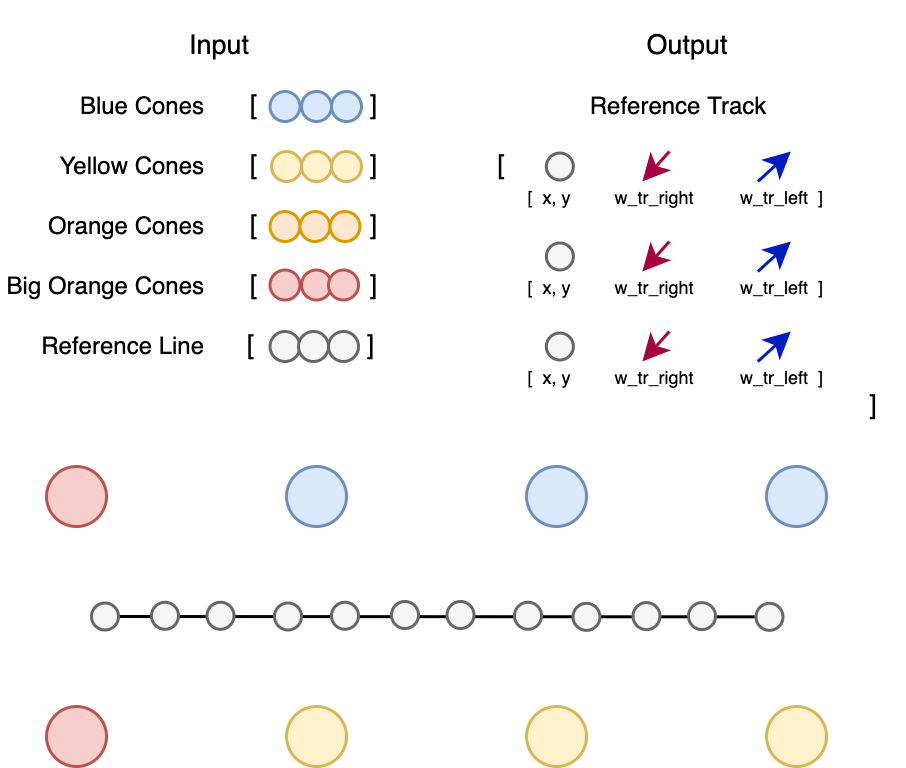 Input
Output
Blue Cones [ ]
Reference Track
Yellow Cones [ ]
[
[ x, y w_tr_right w_tr_left ]
Orange Cones [ ]
Big Orange Cones [ ]
[ x, y w_tr_right w_tr_left ]
Reference Line [ ]
[ x, y w_tr_right w_tr_left ]
]